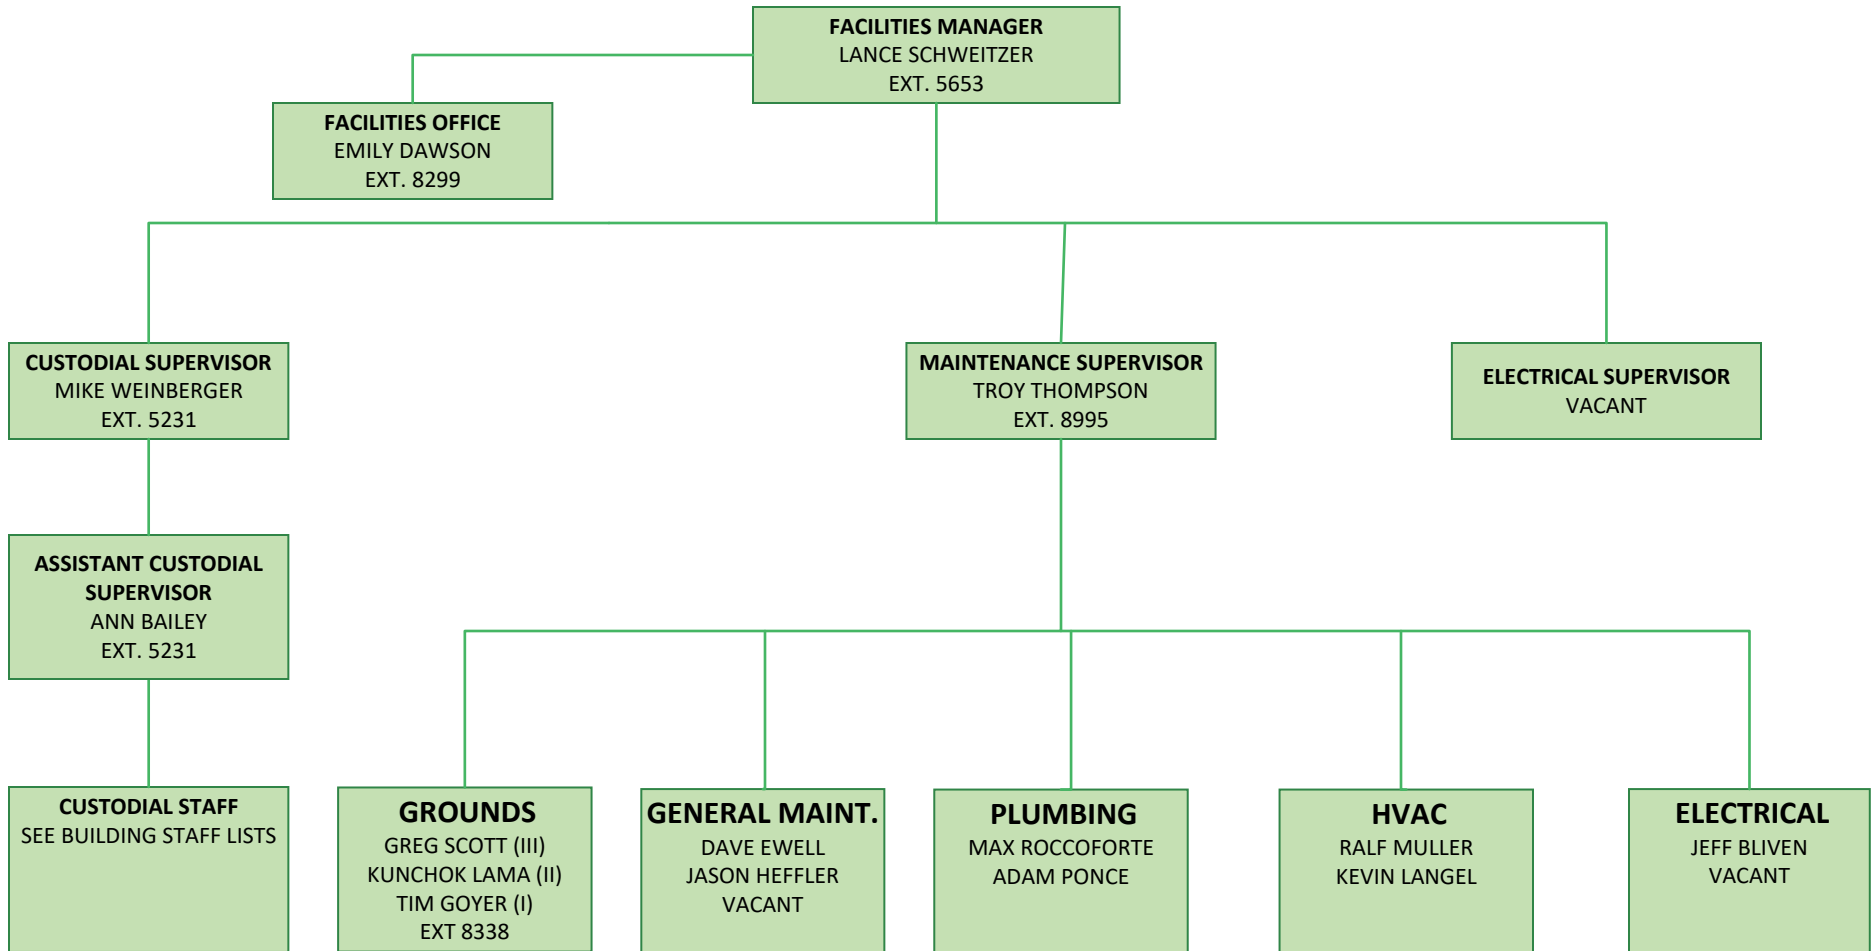 FACILITIES MANAGER
LANCE SCHWEITZER
EXT. 5653
FACILITIES OFFICE
EMILY DAWSON
EXT. 8299
CUSTODIAL SUPERVISOR
MIKE WEINBERGER
EXT. 5231
MAINTENANCE SUPERVISOR
TROY THOMPSON
EXT. 8995
ELECTRICAL SUPERVISOR
VACANT
ASSISTANT CUSTODIAL
SUPERVISOR
ANN BAILEY
EXT. 5231
CUSTODIAL STAFF
SEE BUILDING STAFF LISTS
GROUNDS
GREG SCOTT (III)
KUNCHOK LAMA (II)
TIM GOYER (I)
EXT 8338
GENERAL MAINT.
DAVE EWELL
JASON HEFFLER
VACANT
PLUMBING
MAX ROCCOFORTE
ADAM PONCE
HVAC
RALF MULLER
KEVIN LANGEL
ELECTRICAL
JEFF BLIVEN
VACANT